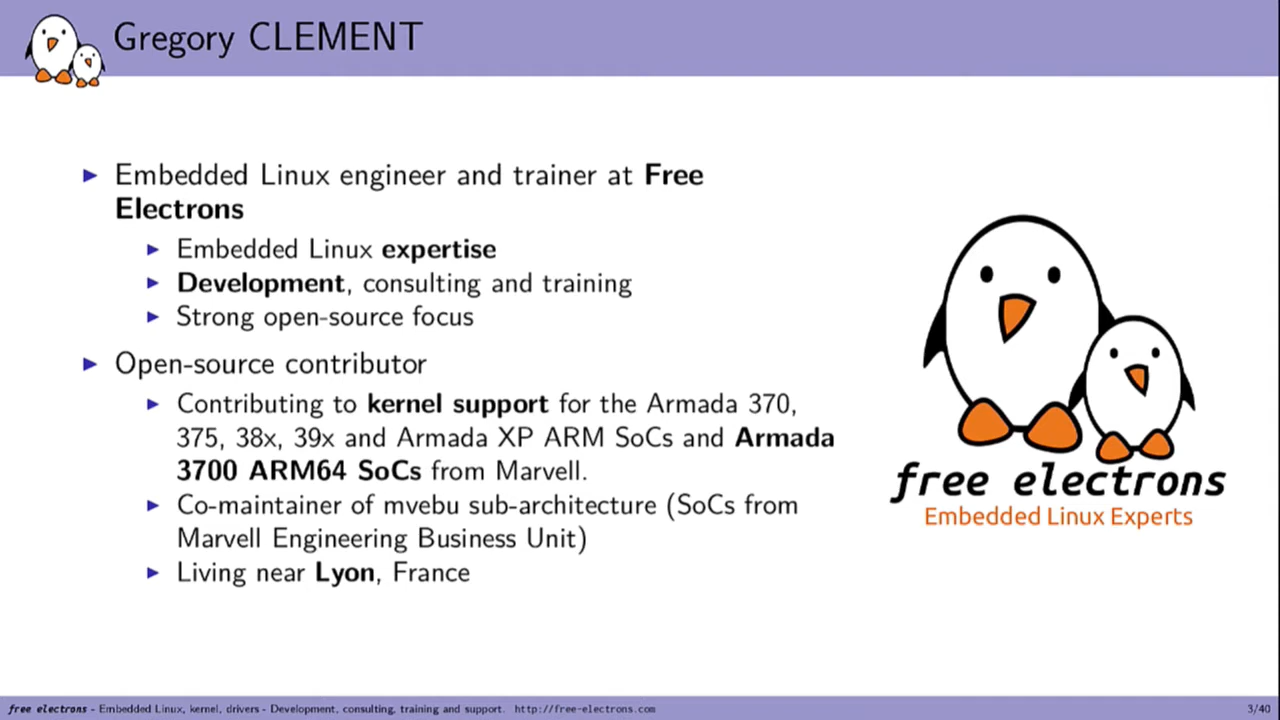 Gregory CLEMENT
Embedded Linux engineer and trainer at Free
Electrons
Embedded Linux expertise
Development, consulting and training
Strong open-source focus
Open-source contributor
Contributing to kernel support for the Armada 370,
375, 38x, 39x and Armada XP ARM SoCs and Armada
3700 ARM64 SoCs from Marvell.
Co-maintainer of mvebu sub-architecture (SoCs from
Marvell Engineering Business Unit)
Living near Lyon, France
free electrons
Embedded Linux Experts
free electrons - Embedded Linux, kernel, drivers - Development, consulting, training and support. http://free-electrons.com
3/40